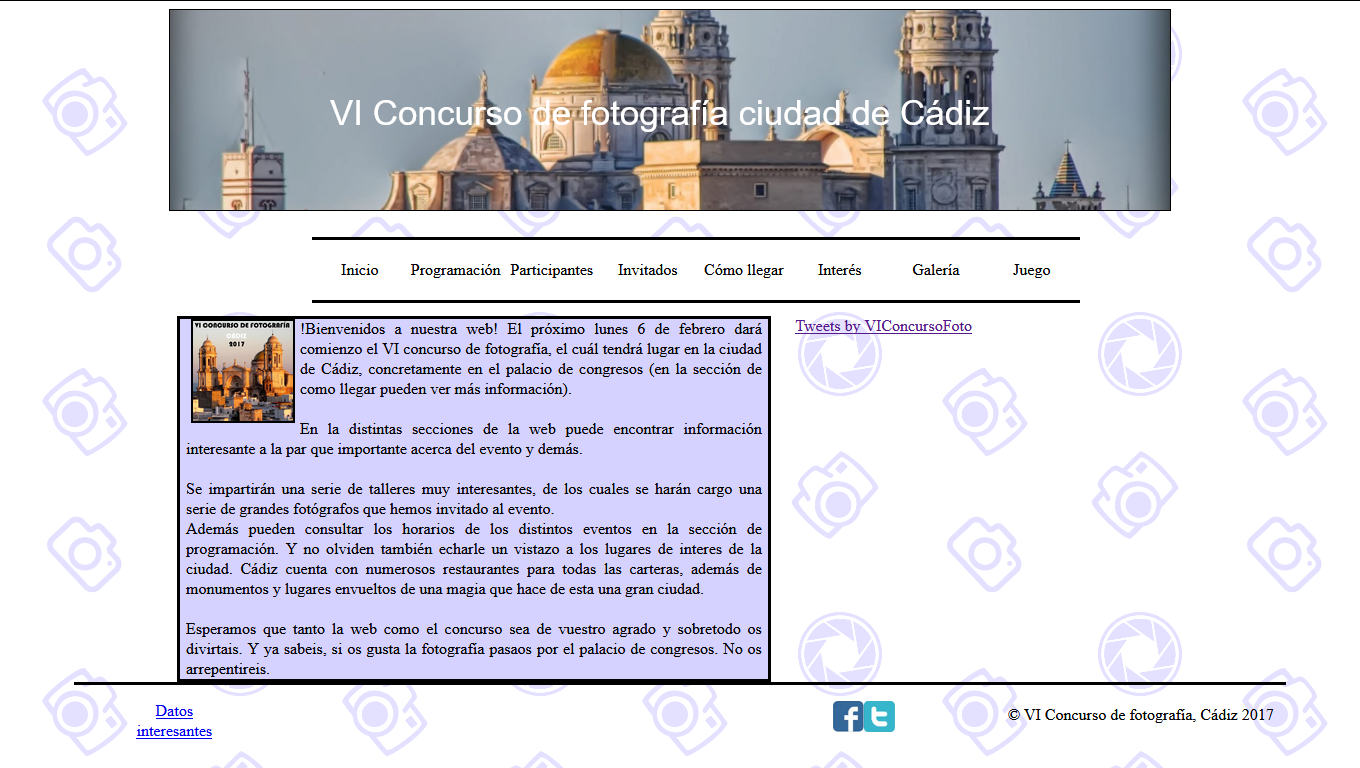 VI Concurso de fotografía ciudad de Cádiz
Inicio Programación Participantes Invitados Cómo llegar Interés Galería Juego
VI CONCURSO DE FOTOGRAFÍA
CÁDIZ
2017
!Bienvenidos a nuestra web! El próximo lunes 6 de febrero dará
comienzo el VI concurso de fotografía, el cuál tendrá lugar en la ciudad
de Cádiz, concretamente en el palacio de congresos (en la sección de
como llegar pueden ver más información).
En la distintas secciones de la web puede encontrar información
interesante a la par que importante acerca del evento y demás.
Se impartirán una serie de talleres muy interesantes, de los cuales se harán cargo una
serie de grandes fotógrafos que hemos invitado al evento.
Además pueden consultar los horarios de los distintos eventos en la sección de
programación. Y no olviden también echarle un vistazo a los lugares de interes de la
ciudad. Cádiz cuenta con numerosos restaurantes para todas las carteras, además de
monumentos y lugares envueltos de una magia que hace de esta una gran ciudad.
Esperamos que tanto la web como el concurso sea de vuestro agrado y sobretodo os
divirtais. Y ya sabeis, si os gusta la fotografía pasaos por el palacio de congresos. No os
arrepentireis.
Tweets by VIConcursoFoto
Datos
interesantes
© VI Concurso de fotografía, Cádiz 2017